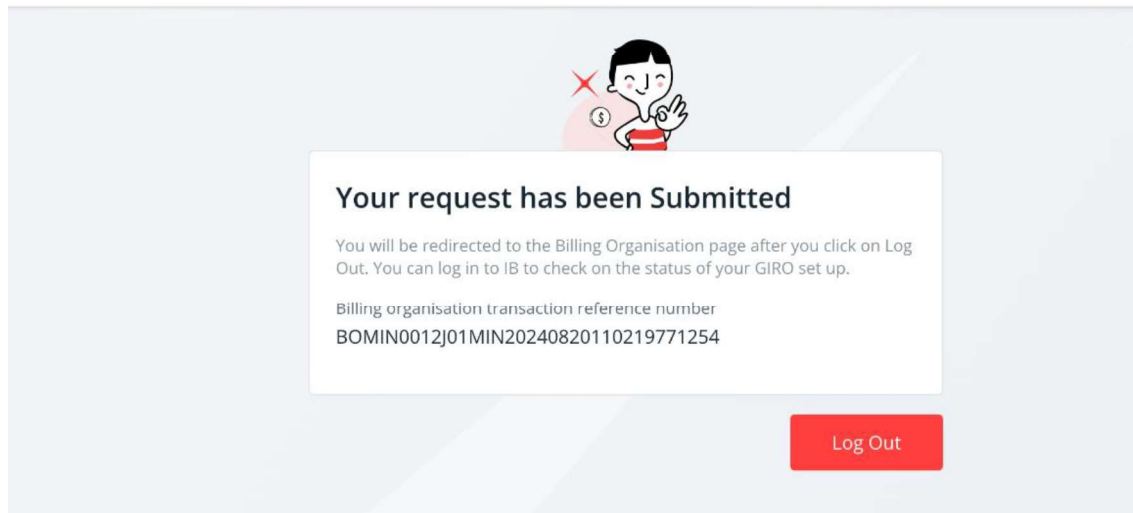 $
Your request has been Submitted
You will be redirected to the Billing Organisation page after you click on Log
Out. You can log in to IB to check on the status of your GIRO set up.
Billing organisation transaction reference number
BOMIN0012J01MIN20240820110219771254
Log Out